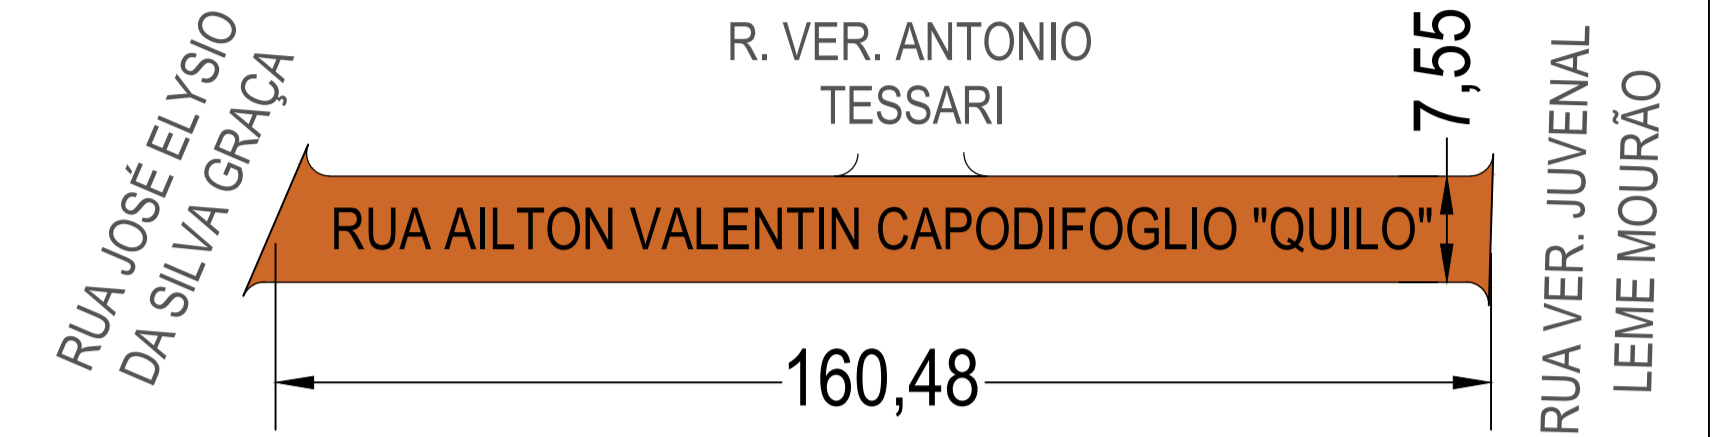 RUA JOSÉ ELYSIO
DA SILVA GRAÇA
R. VER. ANTONIO
TESSARI
7,55
RUA VER. JUVENAL
LEME MOURÃO
RUA AILTON VALENTIN CAPODIFOGLIO "QUILO"
160,48